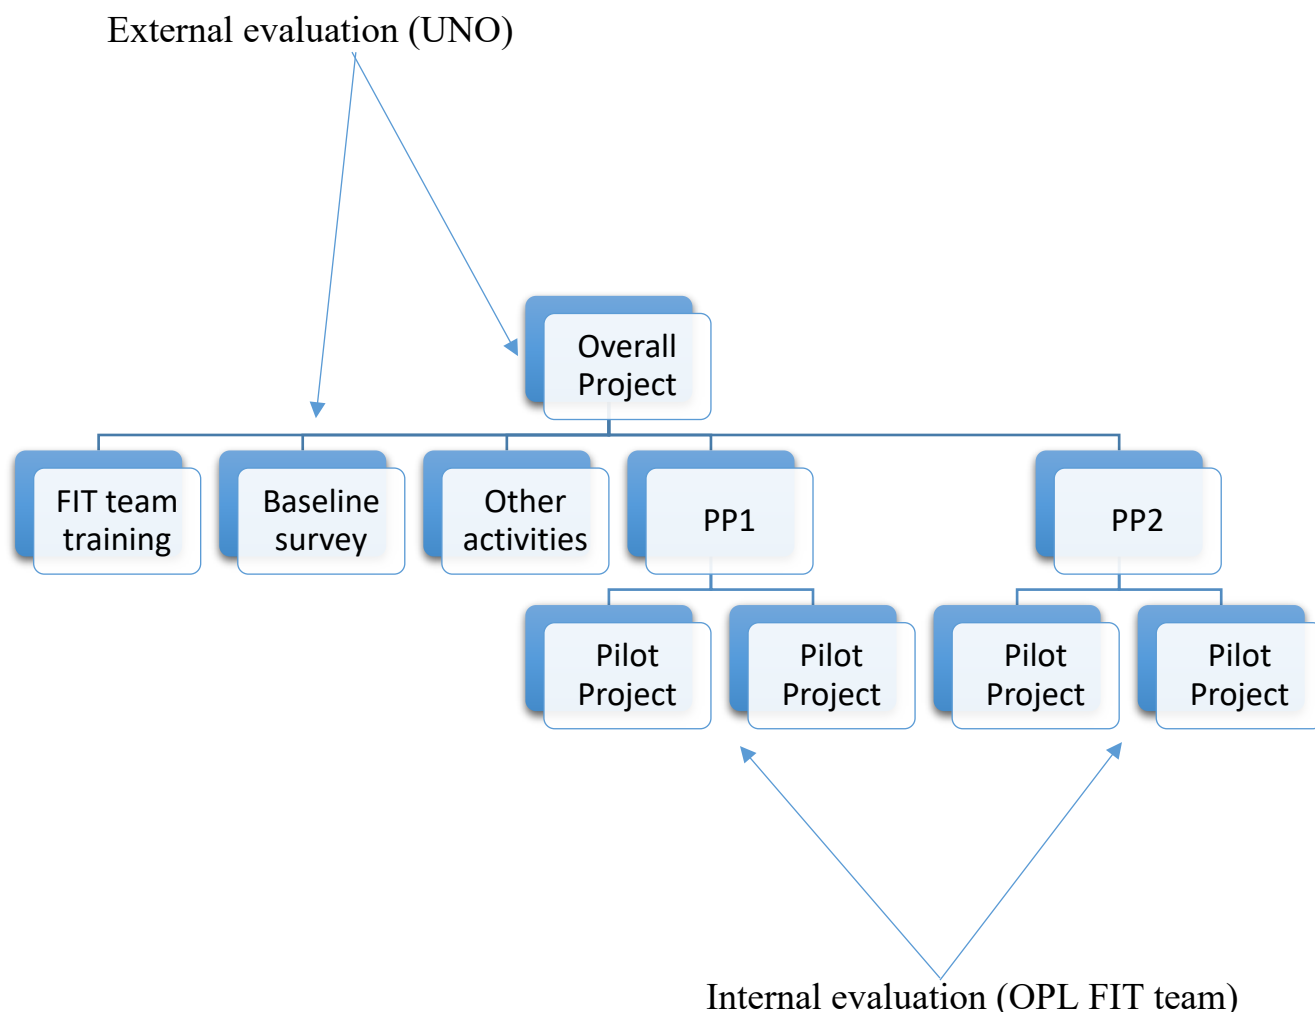 External evaluation (UNO)
Overall
Project
FIT team
training
Baseline
survey
Other
activities
PP1
PP2
Pilot
Project
Pilot
Project
Pilot
Project
Pilot
Project
Internal evaluation (OPL FIT team)